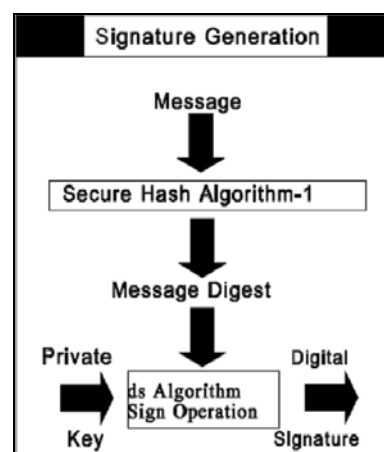 Signature Generation
Message
Secure Hash Algorithm-1
Message Digest
Private
Key
ds Algorithm
Sign Operation
Digital
Signature